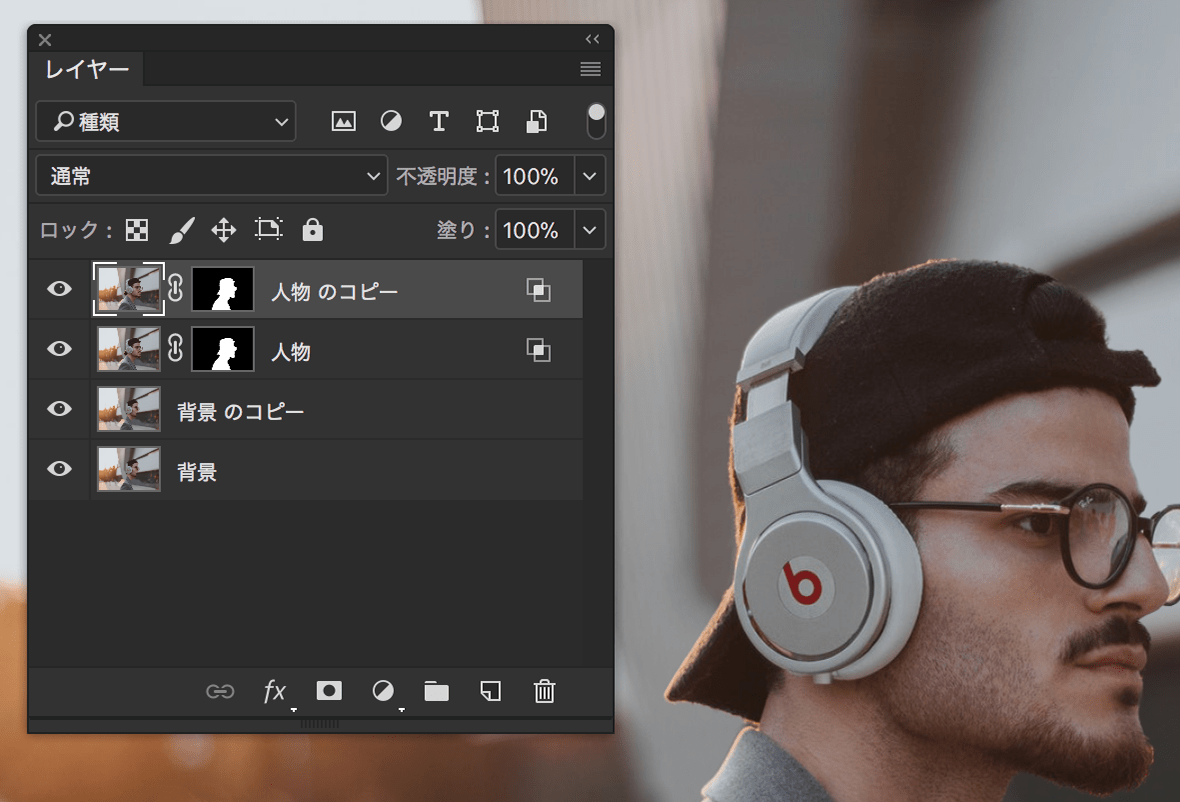 レイヤー
種類
通常 不透明度 : 100%
ロック : 塗り : 100%
人物 のコピー
人物
背景 のコピー
背景
fx
b